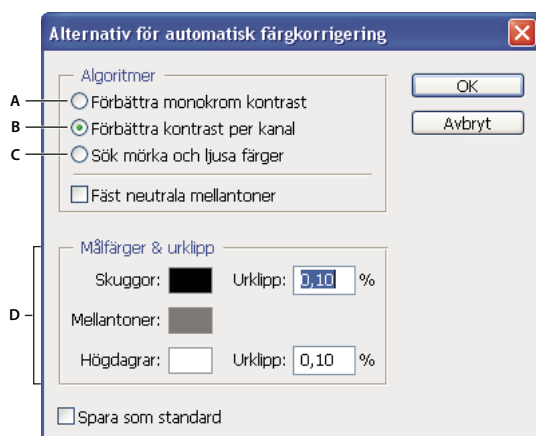 Alternativ för automatisk färgkorrigering
Algoritmer
OK
A Förbättra monokrom kontrast
B Förbättra kontrast per kanal
Avbryt
C Sök mörka och ljusa färger
Fäst neutrala mellantoner
Målfärger & urklipp
Skuggor: Urklipp: 0,10 %
D Mellantoner:
Högdagrar: Urklipp: 0,10 %
Spara som standard